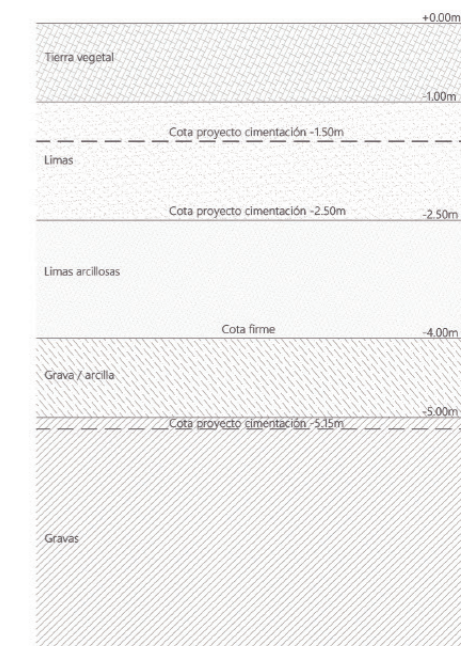 +0.00m
Tierra vegetal
-1.00m
Cota proyecto cimentación -1.50m
Limas
Cota proyecto cimentación -2.50m
-2.50m
Limas arcillosas
Cota firme
-4.00m
Grava / arcilla
-5.00m
Cota proyecto cimentación -5.15m
Gravas